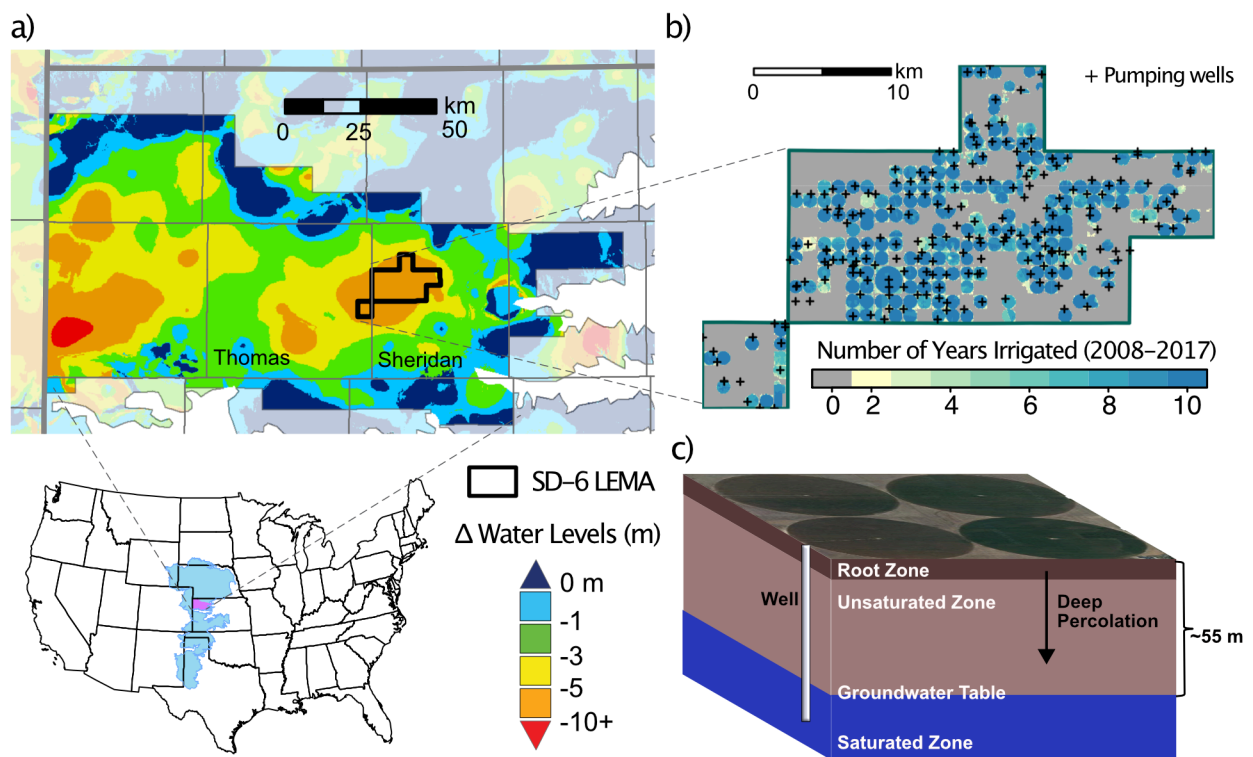 a)
km
0
25
50
Thomas
Sheridan
b)
km
0
10
+ Pumping wells
Number of Years Irrigated (2008–2017)
0
2
4
6
8
10
SD–6 LEMA
Δ Water Levels (m)
0 m
-1
-3
-5
-10+
c)
Root Zone
Well
Unsaturated Zone
Deep
Percolation
~55 m
Groundwater Table
Saturated Zone